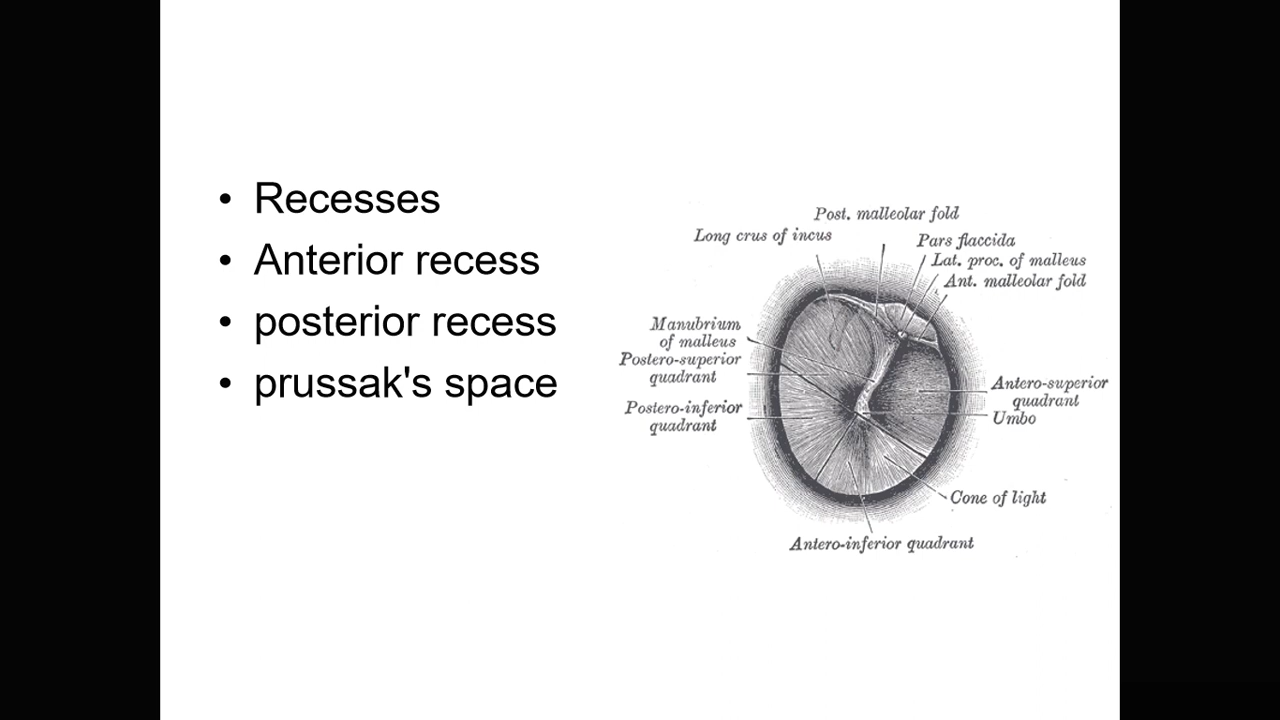 • Recesses
• Anterior recess
• posterior recess
• prussak's space
Post. malleolar fold
Long crus of incus
Pars flaccida
Lat. proc. of malleus
Ant. malleolar fold
Manubrium
of malleus
Postero-superior
quadrant
Postero-inferior
quadrant
Antero-superior
quadrant
Umbo
Cone of light
Antero-inferior quadrant